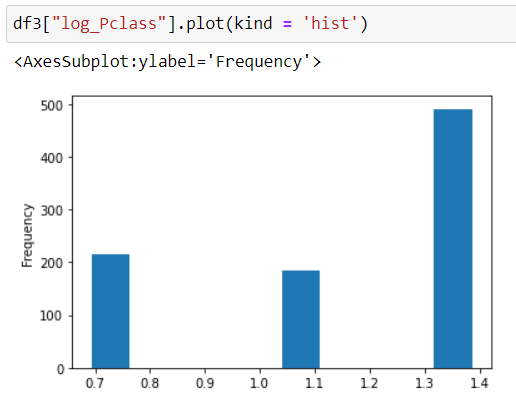 df3["log_Pclass"].plot(kind = 'hist')
<AxesSubplot:ylabel='Frequency'>
500
400
300
200
100
0
Frequency
0.7 0.8 0.9 1.0 1.1 1.2 1.3 1.4